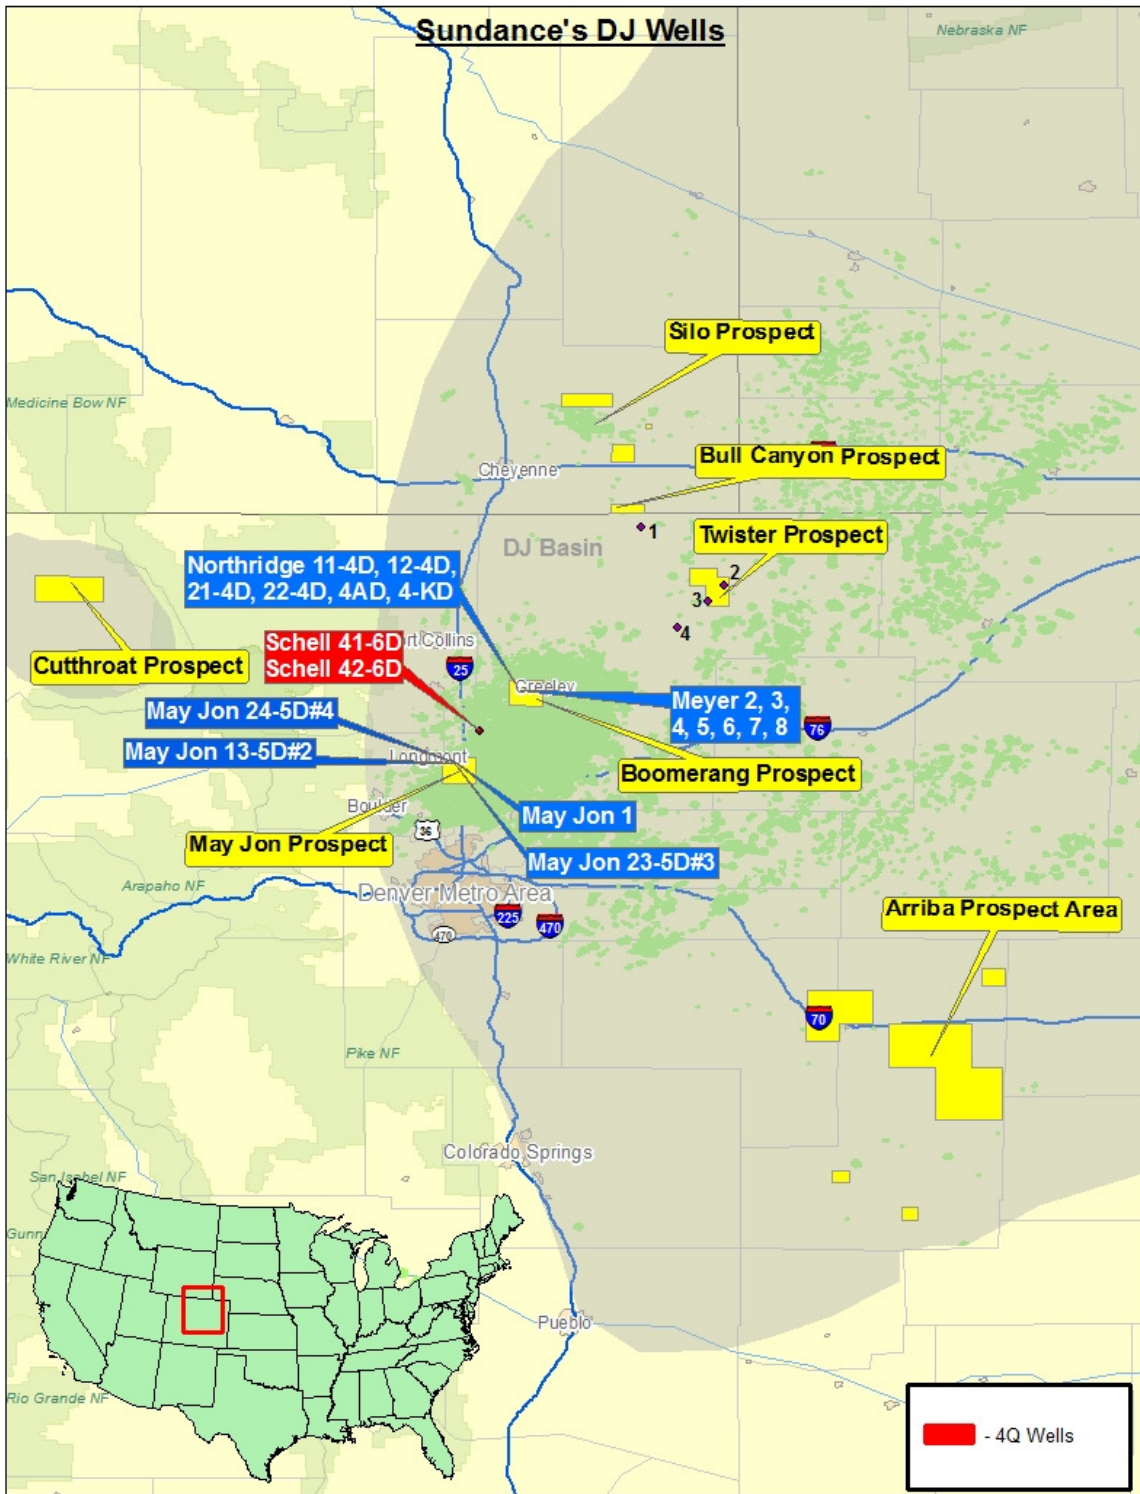 Sundance's DJ Wells
Nebraska NF
Silo Prospect
Medicine Bow NF
Bull Canyon Prospect
Cheyenne
1
Twister Prospect
DJ Basin
Northridge 11-4D, 12-4D,
21-4D, 22-4D, 4AD, 4-KD
2
3
4
Schell 41-6D
Schell 42-6D
ort Collins
Cutthroat Prospect
25
Greeley
Meyer 2, 3,
4, 5, 6, 7, 8
76
May Jon 24-5D#4
May Jon 13-5D#2
Longmont
Boomerang Prospect
Boulder
May Jon 1
36
May Jon Prospect
May Jon 23-5D#3
Arapaho NF
Denver Metro Area
225
470
470
Arriba Prospect Area
White River NF
70
Pike NF
Colorado Springs
San Isabel NF
Gunn
Pueblo
Rio Grande NF
- 4Q Wells